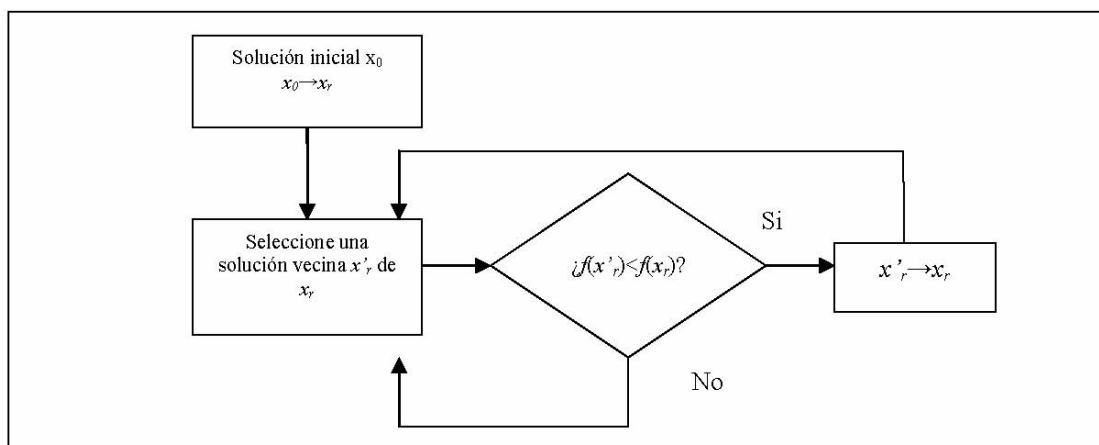 Solución inicial x₀
x₀→xᵣ
Seleccione una
solución vecina x’ᵣ de
xᵣ
¿f(x’ᵣ)<f(xᵣ)?
Si
x’ᵣ→xᵣ
No